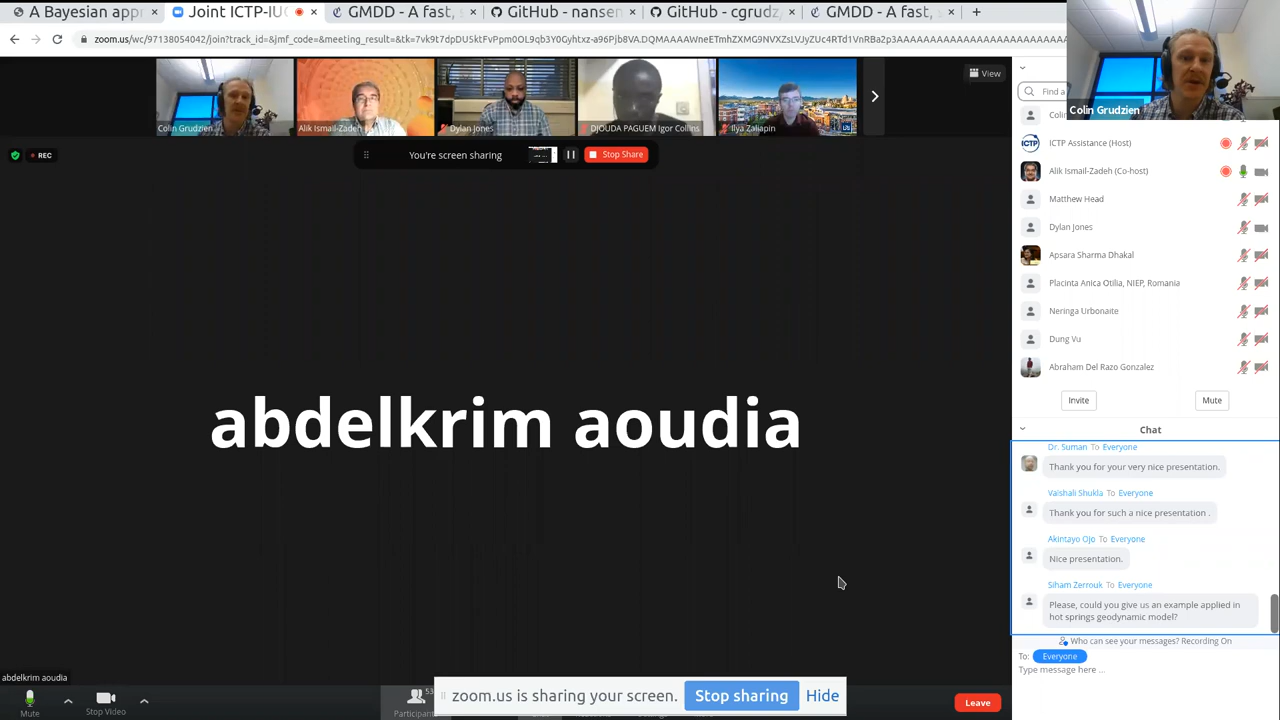 A Bayesian app
Joint ICTP-IUG
GMDD - A fast, s
GitHub - nansen
GitHub - cgrudz
GMDD - A fast, s
zoom.us/wc/97138054042/join?track_id=&jmf_code=&meeting_result=&tk=
View
Colin Grudzien
Alik Ismail-Zadeh
Dylan Jones
DJOUDA PAGUEM Igor Collins
Ilya Zaliapin
REC
You're screen sharing
Stop Share
abdelkrim aoudia
abdelkrim aoudia
Mute
Stop Video
Participants
53
zoom.us is sharing your screen.
Stop sharing
Hide
Leave
Colin Grudzien
Find a
ICTP
ICTP Assistance (Host)
Alik Ismail-Zadeh (Co-host)
Matthew Head
Dylan Jones
Apsara Sharma Dhakal
Placinta Anica Otilia, NIEP, Romania
Neringa Urbonaite
Dung Vu
Abraham Del Razo Gonzalez
Invite
Mute
Chat
Dr. Suman To Everyone
Thank you for your very nice presentation.
Vaishali Shukla To Everyone
Thank you for such a nice presentation .
Akintayo Ojo To Everyone
Nice presentation.
Siham Zerrouk To Everyone
Please, could you give us an example applied in
hot springs geodynamic model?
Who can see your messages? Recording On
To: Everyone
Type message here ...